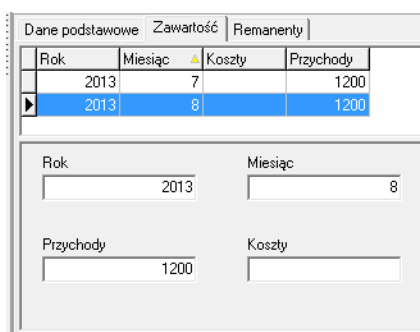 Dane podstawowe Zawartość Remanenty
Rok Miesiąc Koszty Przychody
2013 7 1200
2013 8 1200
Rok Miesiąc
2013 8
Przychody Koszty
1200